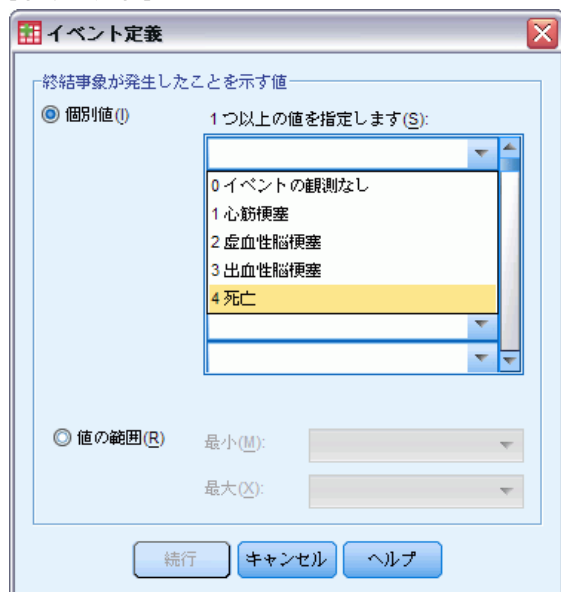 イベント定義
終結事象が発生したことを示す値
個別値(I)
1つ以上の値を指定します(S):
0 イベントの観測なし
1 心筋梗塞
2 虚血性脳梗塞
3 出血性脳梗塞
4 死亡
値の範囲(R)
最小(M):
最大(X):
続行 キャンセル ヘルプ